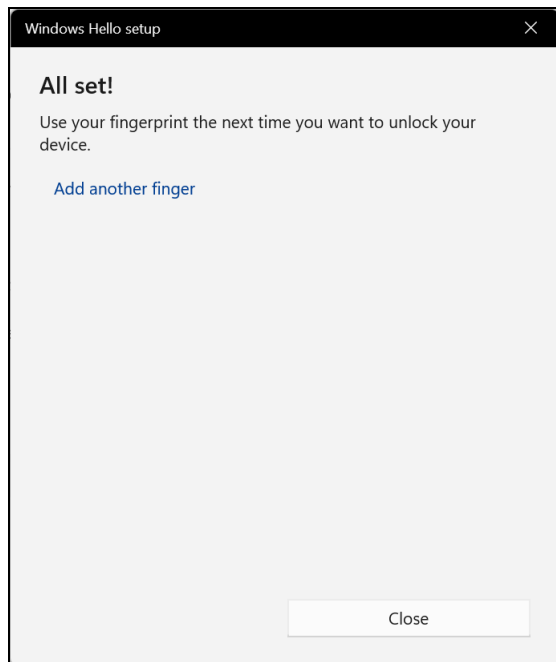 Windows Hello setup
All set!
Use your fingerprint the next time you want to unlock your
device.
Add another finger
Close